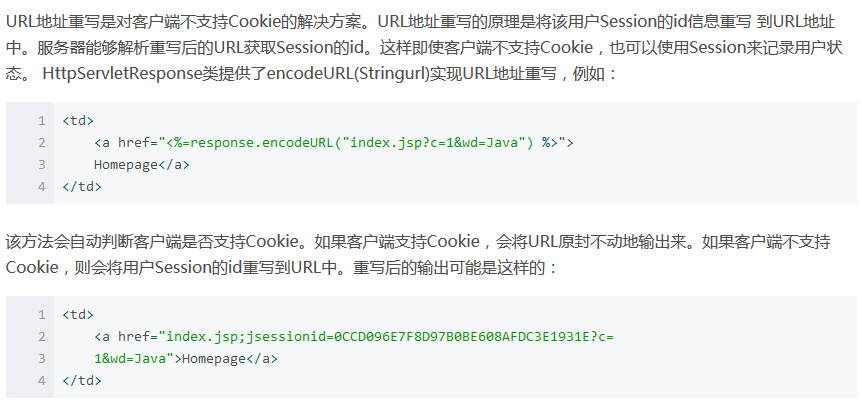 URL地址重写是对客户端不支持Cookie的解决方案。URL地址重写的原理是将该用户Session的id信息重写 到URL地址
中。服务器能够解析重写后的URL获取Session的id。这样即使客户端不支持Cookie，也可以使用Session来记录用户状
态。 HttpServletResponse类提供了encodeURL(Stringurl)实现URL地址重写，例如：
1 <td>
2     <a href="<%=response.encodeURL("index.jsp?c=1&wd=Java") %>">
3     Homepage</a>
4 </td>
该方法会自动判断客户端是否支持Cookie。如果客户端支持Cookie，会将URL原封不动地输出来。如果客户端不支持
Cookie，则会将用户Session的id重写到URL中。重写后的输出可能是这样的：
1 <td>
2     <a href="index.jsp;jsessionid=0CCD096E7F8D97B0BE608AFDC3E1931E?c=
3     1&wd=Java">Homepage</a>
4 </td>